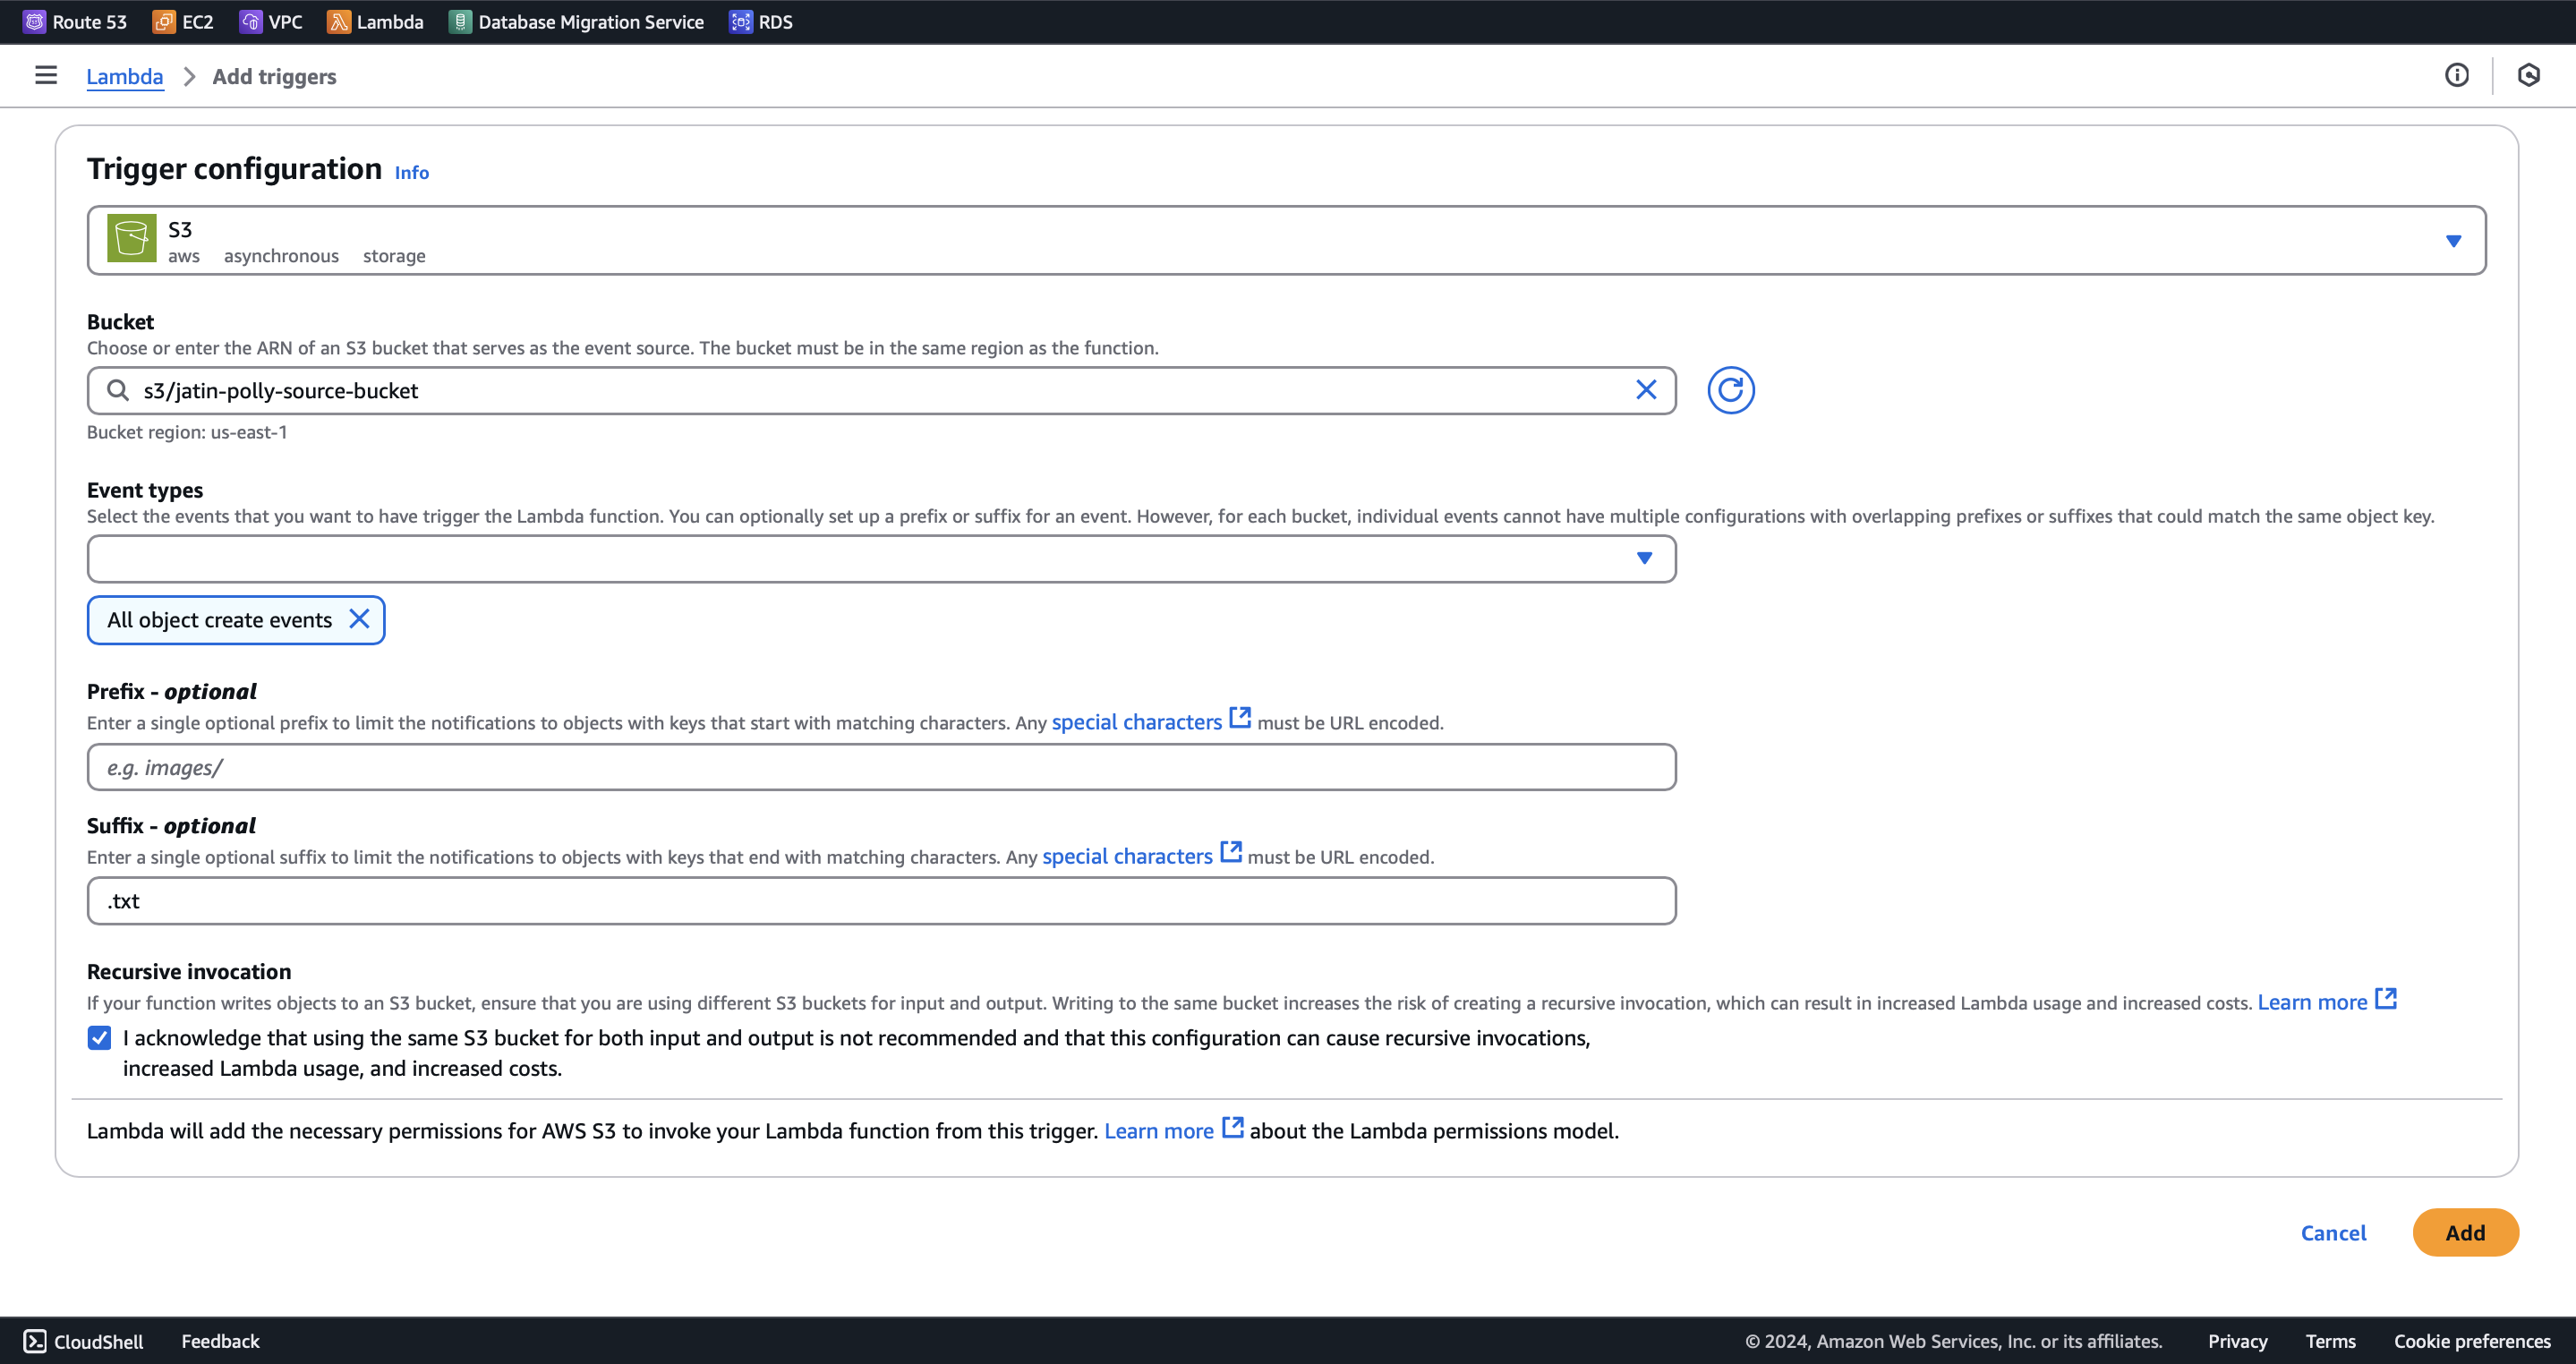 Route 53 EC2 VPC Lambda Database Migration Service RDS
Lambda Add triggers
Trigger configuration Info
S3
aws asynchronous storage
Bucket
Choose or enter the ARN of an S3 bucket that serves as the event source. The bucket must be in the same region as the function.
s3/jatin-polly-source-bucket
Bucket region: us-east-1
Event types
Select the events that you want to have trigger the Lambda function. You can optionally set up a prefix or suffix for an event. However, for each bucket, individual events cannot have multiple configurations with overlapping prefixes or suffixes that could match the same object key.
All object create events
Prefix - optional
Enter a single optional prefix to limit the notifications to objects with keys that start with matching characters. Any special characters must be URL encoded.
e.g. images/
Suffix - optional
Enter a single optional suffix to limit the notifications to objects with keys that end with matching characters. Any special characters must be URL encoded.
.txt
Recursive invocation
If your function writes objects to an S3 bucket, ensure that you are using different S3 buckets for input and output. Writing to the same bucket increases the risk of creating a recursive invocation, which can result in increased Lambda usage and increased costs. Learn more
I acknowledge that using the same S3 bucket for both input and output is not recommended and that this configuration can cause recursive invocations,
increased Lambda usage, and increased costs.
Lambda will add the necessary permissions for AWS S3 to invoke your Lambda function from this trigger. Learn more about the Lambda permissions model.
Cancel Add
CloudShell Feedback © 2024, Amazon Web Services, Inc. or its affiliates. Privacy Terms Cookie preferences